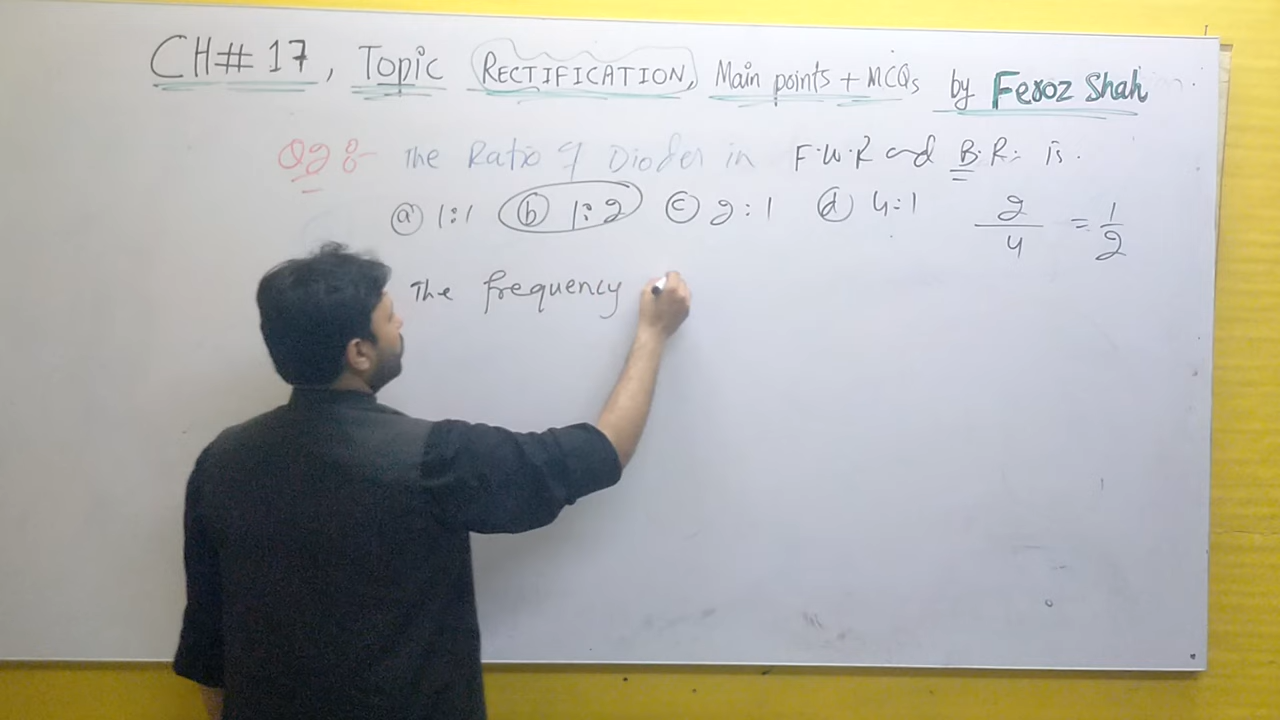 CH# 17, Topic RECTIFICATION, Main points + MCQs by Feroz Shah
Q2 :- The Ratio of Diodes in F.W.R and B.R. is.
(a) 1:1 (b) 1:2 (c) 2:1 (d) 4:1 2/4 = 1/2
The frequency